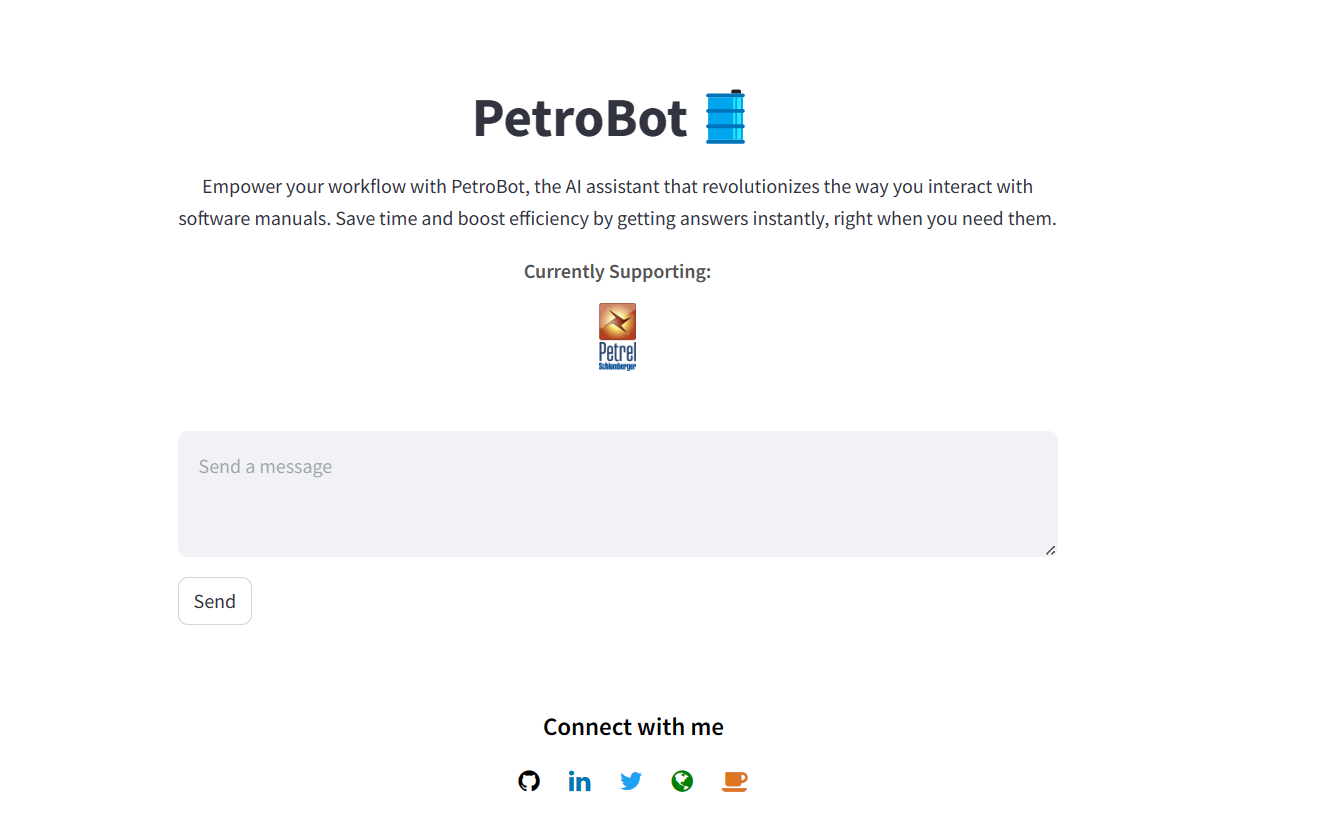 PetroBot
Empower your workflow with PetroBot, the AI assistant that revolutionizes the way you interact with
software manuals. Save time and boost efficiency by getting answers instantly, right when you need them.
Currently Supporting:
Petrel
Schlumberger
Send a message
Send
Connect with me
in